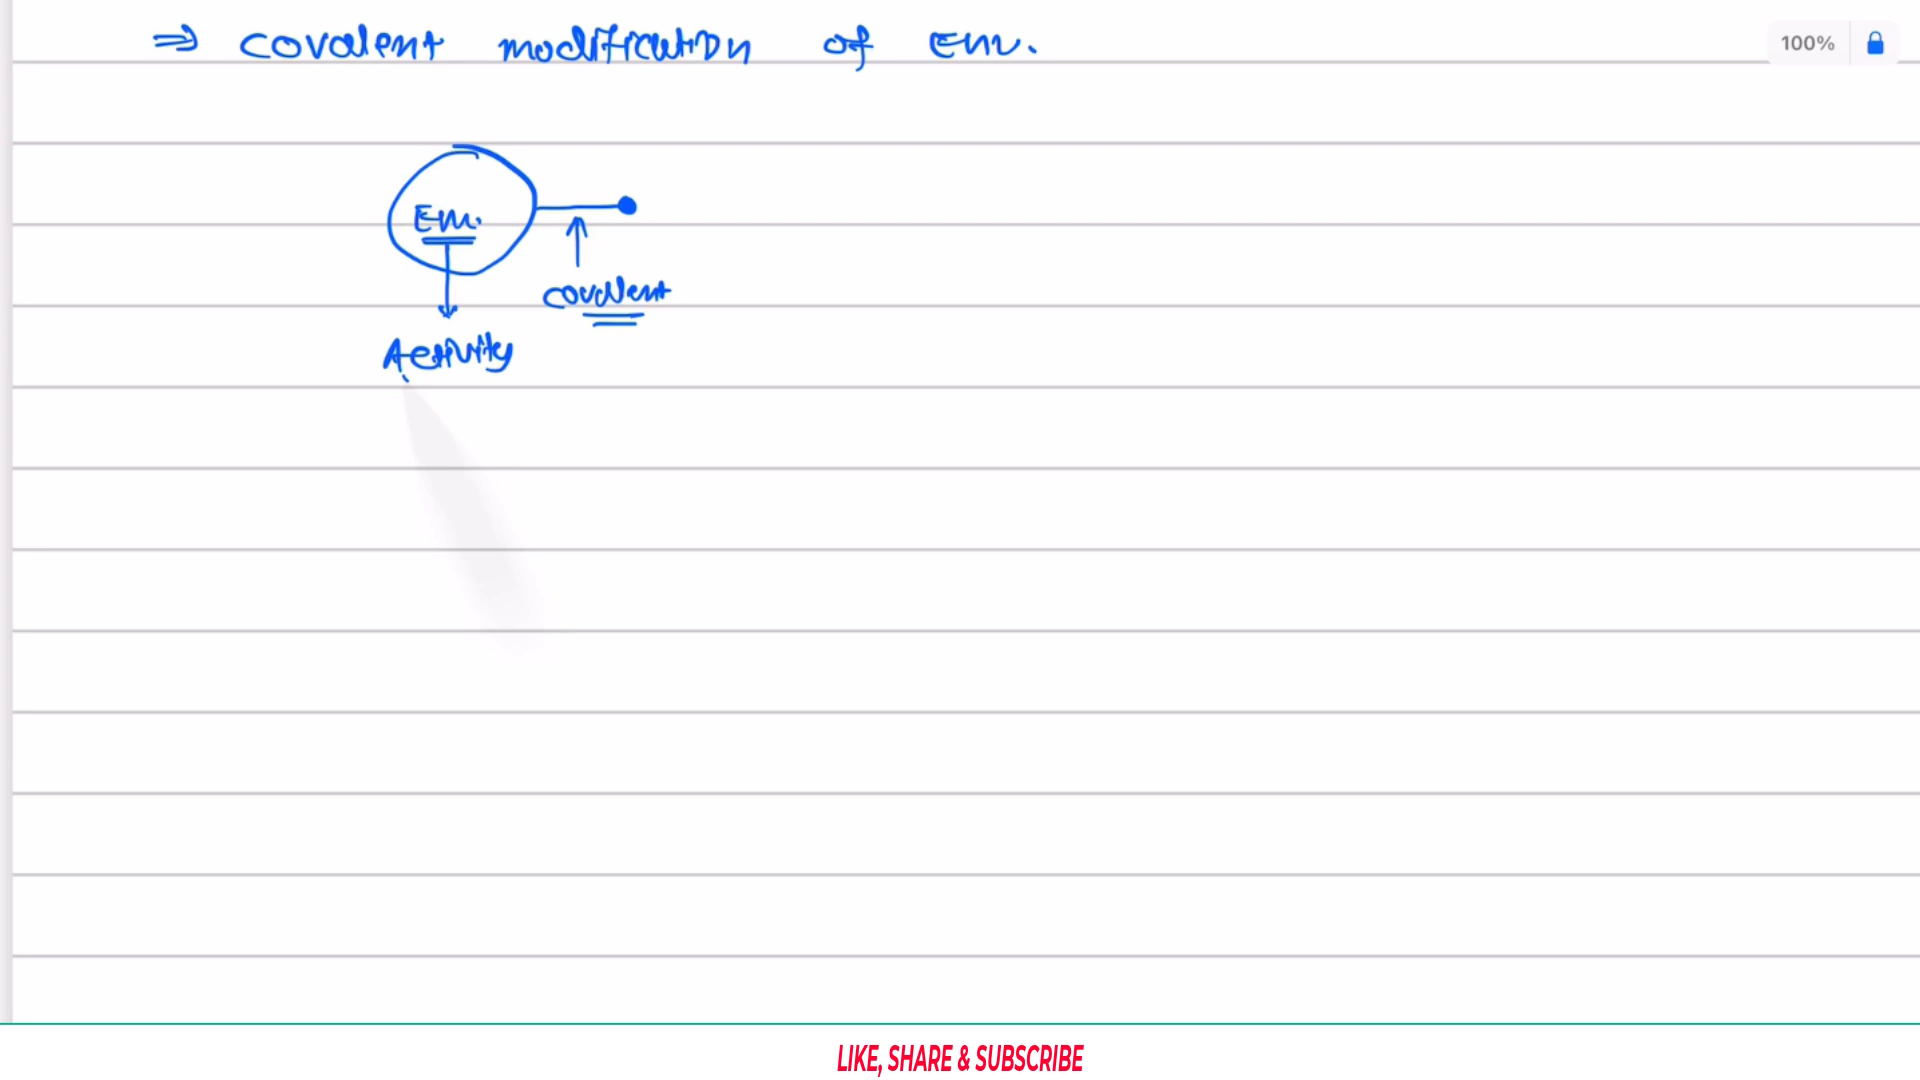 ⇒ covalent modification of Enz.
100%
Enz.
covalent
Activity
LIKE, SHARE & SUBSCRIBE